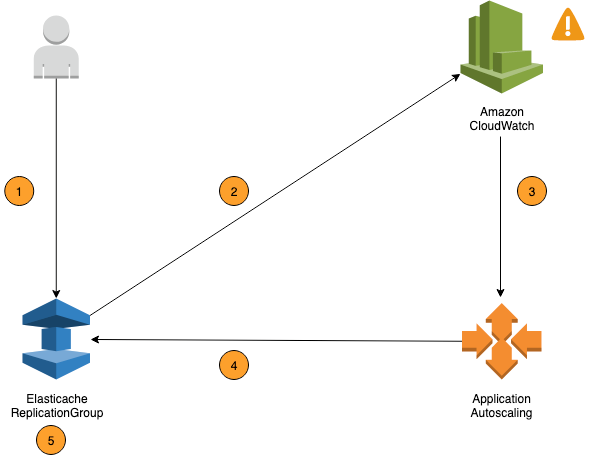 Amazon
CloudWatch
1
2
3
4
Elasticache
ReplicationGroup
Application
Autoscaling
5